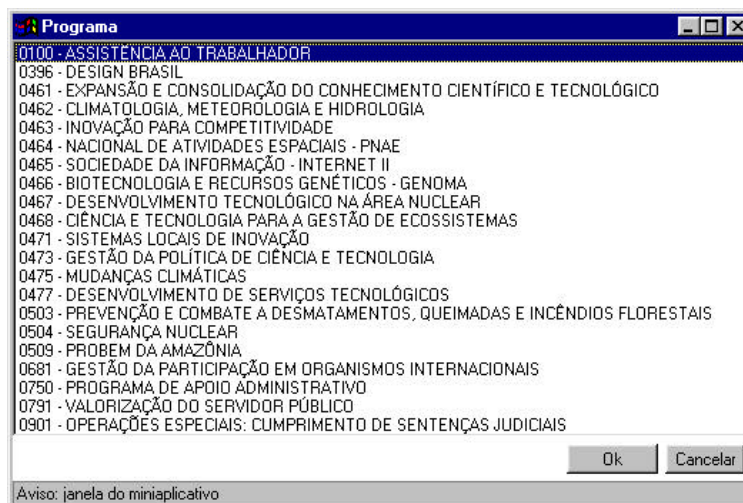 Programa
0100 - ASSISTÊNCIA AO TRABALHADOR
0396 - DESIGN BRASIL
0461 - EXPANSÃO E CONSOLIDAÇÃO DO CONHECIMENTO CIENTÍFICO E TECNOLÓGICO
0462 - CLIMATOLOGIA, METEOROLOGIA E HIDROLOGIA
0463 - INOVAÇÃO PARA COMPETITIVIDADE
0464 - NACIONAL DE ATIVIDADES ESPACIAIS - PNAE
0465 - SOCIEDADE DA INFORMAÇÃO - INTERNET II
0466 - BIOTECNOLOGIA E RECURSOS GENÉTICOS - GENOMA
0467 - DESENVOLVIMENTO TECNOLÓGICO NA ÁREA NUCLEAR
0468 - CIÊNCIA E TECNOLOGIA PARA A GESTÃO DE ECOSSISTEMAS
0471 - SISTEMAS LOCAIS DE INOVAÇÃO
0473 - GESTÃO DA POLÍTICA DE CIÊNCIA E TECNOLOGIA
0475 - MUDANÇAS CLIMÁTICAS
0477 - DESENVOLVIMENTO DE SERVIÇOS TECNOLÓGICOS
0503 - PREVENÇÃO E COMBATE A DESMATAMENTOS, QUEIMADAS E INCÊNDIOS FLORESTAIS
0504 - SEGURANÇA NUCLEAR
0509 - PROBEM DA AMAZÔNIA
0681 - GESTÃO DA PARTICIPAÇÃO EM ORGANISMOS INTERNACIONAIS
0750 - PROGRAMA DE APOIO ADMINISTRATIVO
0791 - VALORIZAÇÃO DO SERVIDOR PÚBLICO
0901 - OPERAÇÕES ESPECIAIS: CUMPRIMENTO DE SENTENÇAS JUDICIAIS
Ok Cancelar
Aviso: janela do miniaplicativo